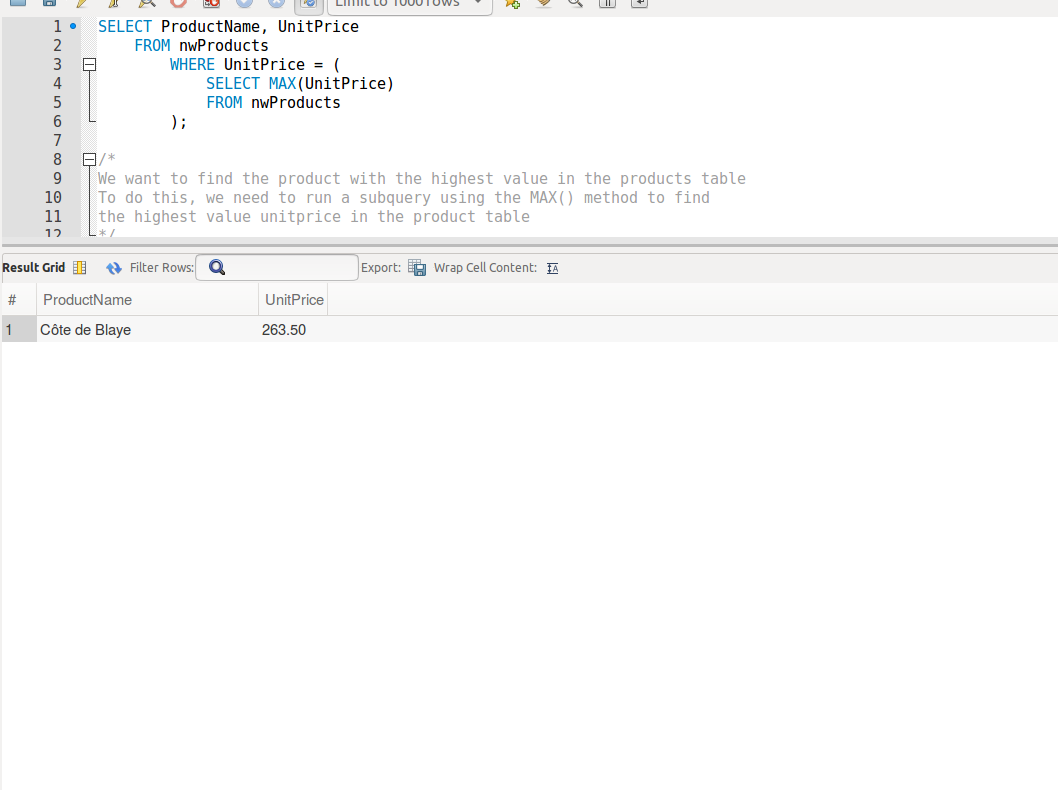 Limit to 1000 rows
1 SELECT ProductName, UnitPrice
2 FROM nwProducts
3 WHERE UnitPrice = (
4 SELECT MAX(UnitPrice)
5 FROM nwProducts
6 );
7
8 /*
9 We want to find the product with the highest value in the products table
10 To do this, we need to run a subquery using the MAX() method to find
11 the highest value unitprice in the product table
12 */
Result Grid Filter Rows: Export: Wrap Cell Content:
# ProductName UnitPrice
1 Côte de Blaye 263.50